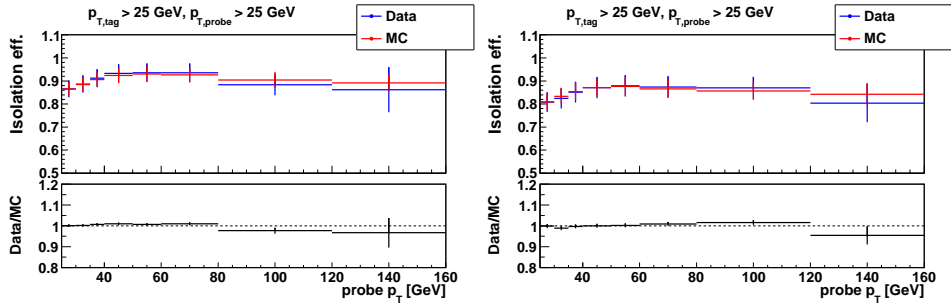 p_T,tag > 25 GeV, p_T,probe > 25 GeV
Data
MC
Isolation eff.
1.1
1
0.9
0.8
0.7
0.6
0.5
Data/MC
1.2
1.1
1
0.9
0.8
40 60 80 100 120 140 160
probe p_T [GeV]
p_T,tag > 25 GeV, p_T,probe > 25 GeV
Data
MC
Isolation eff.
1.1
1
0.9
0.8
0.7
0.6
0.5
Data/MC
1.2
1.1
1
0.9
0.8
40 60 80 100 120 140 160
probe p_T [GeV]